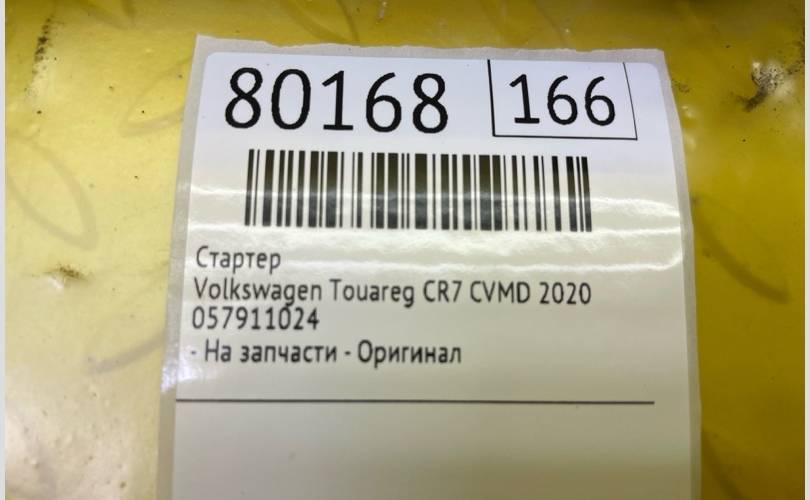 80168 166
Стартер
Volkswagen Touareg CR7 CVMD 2020
057911024
- На запчасти - Оригинал